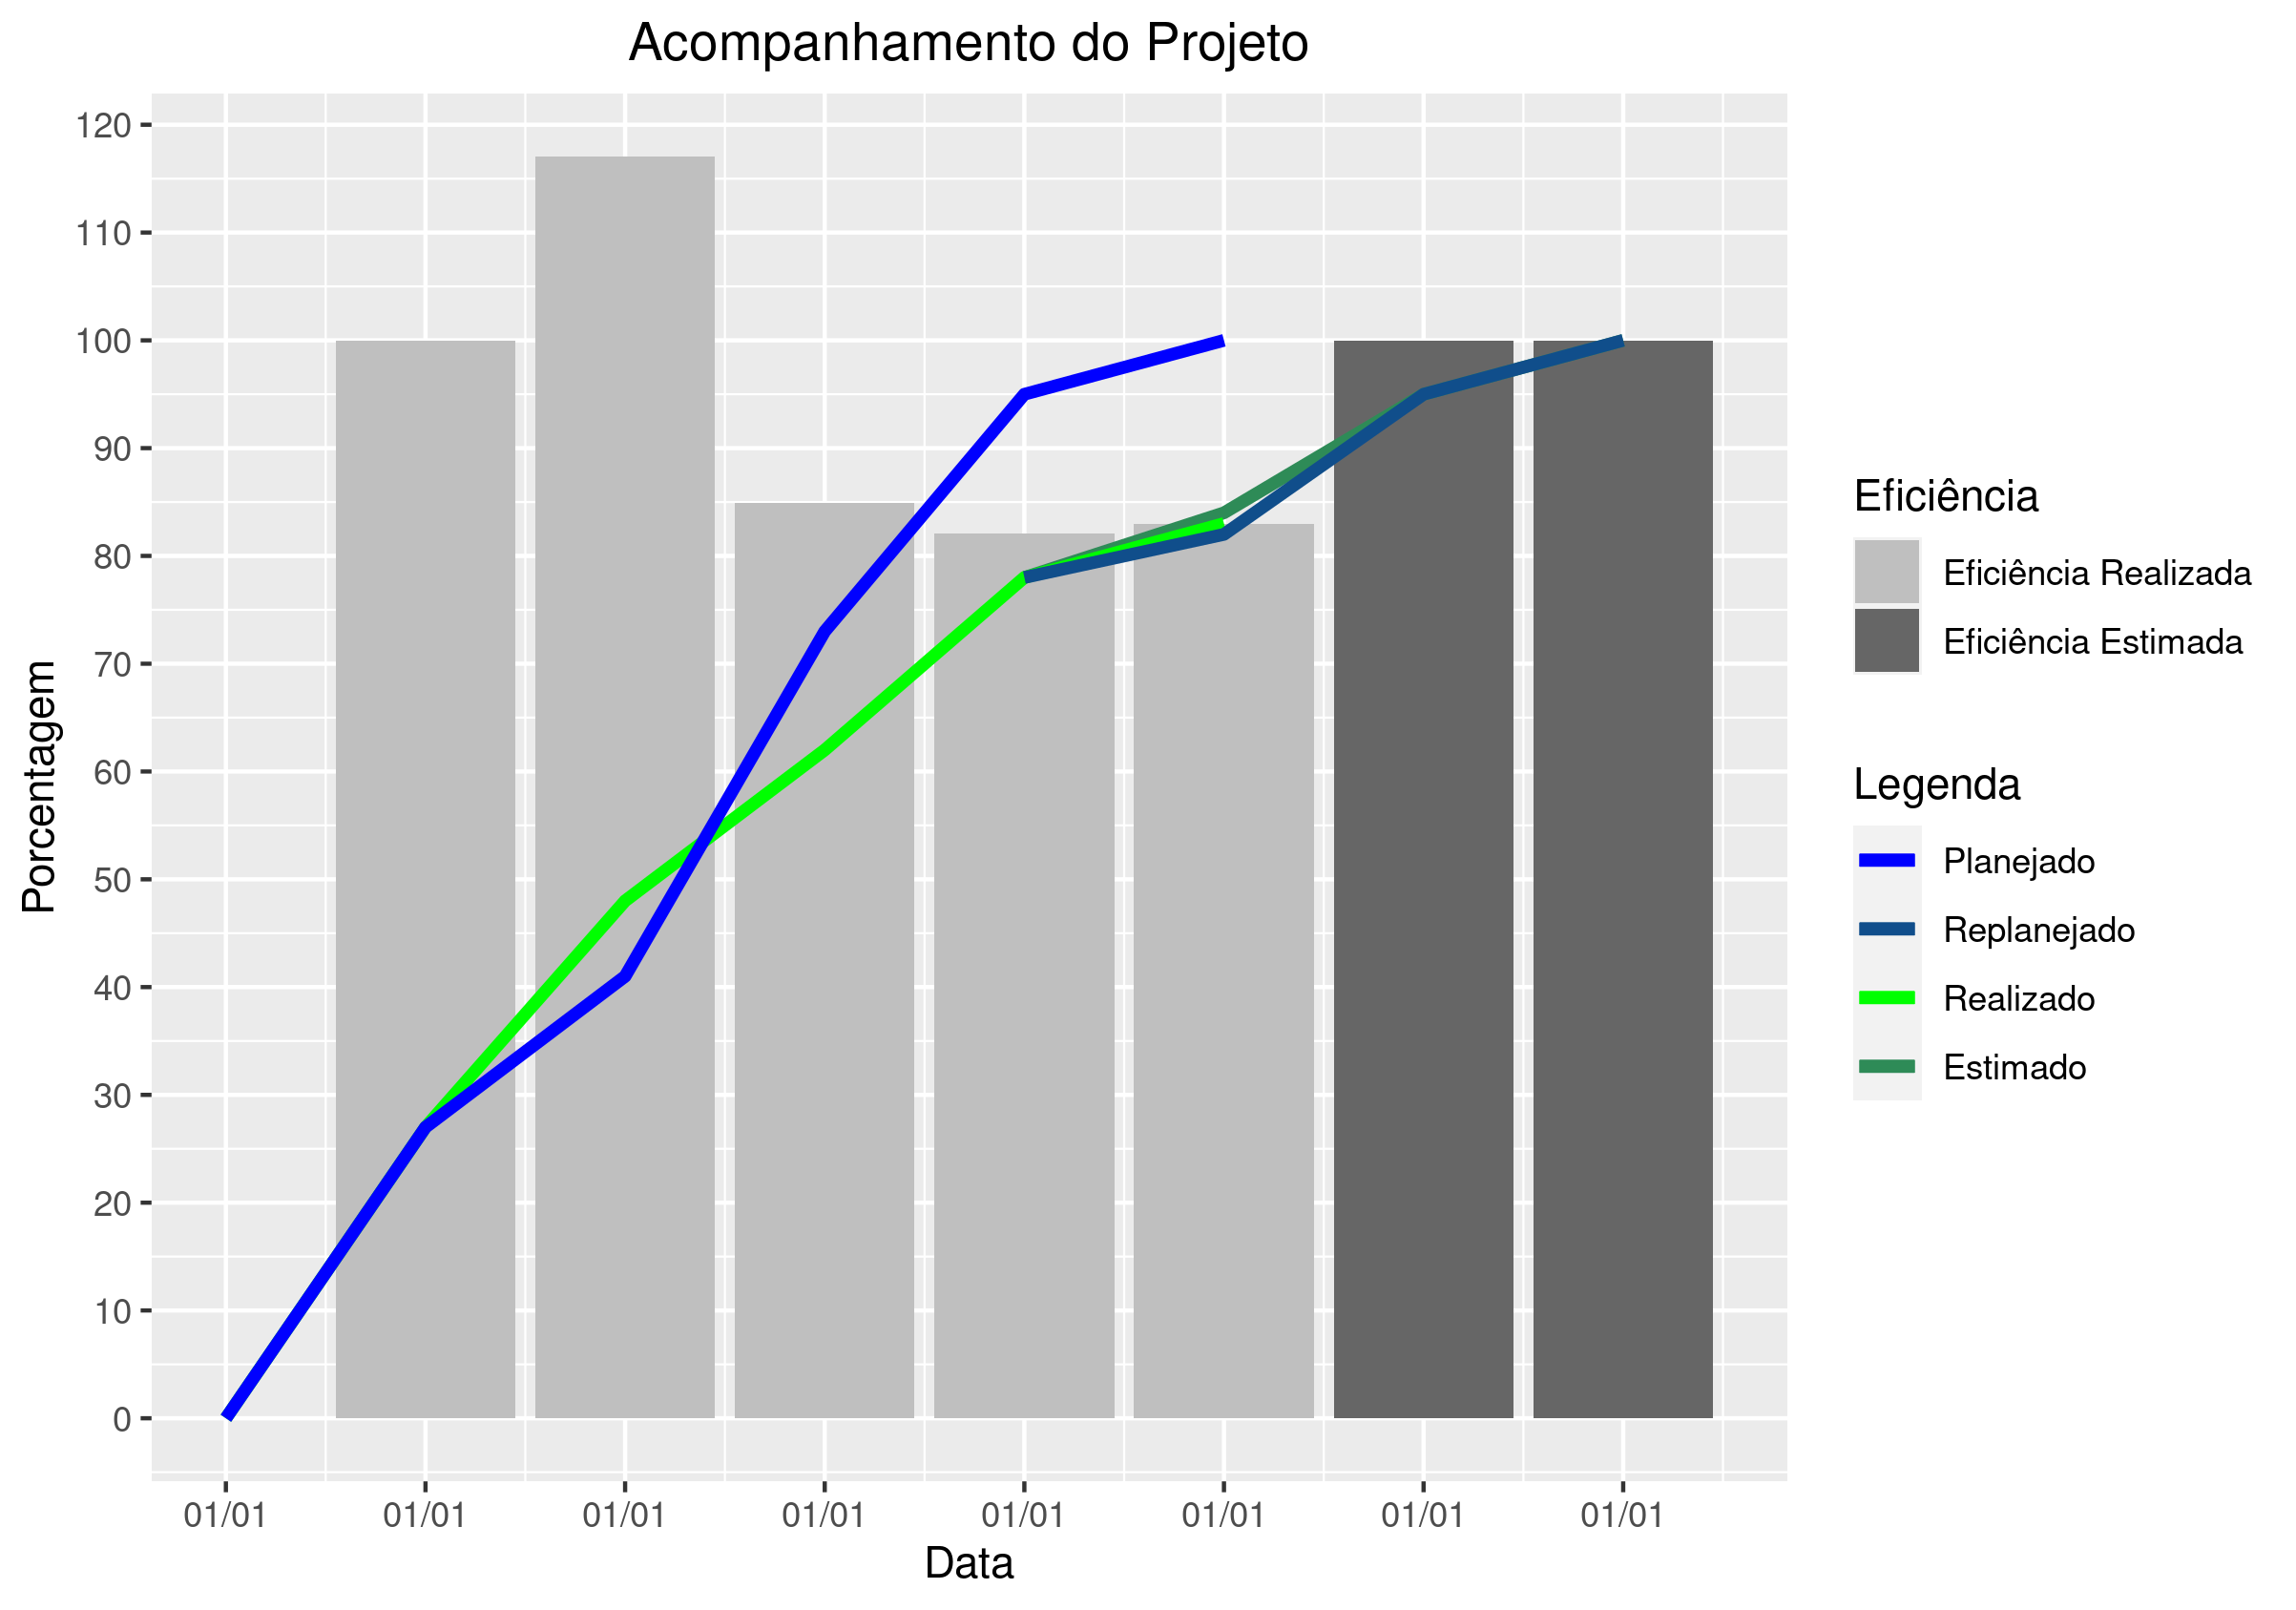 Acompanhamento do Projeto
120
110
100
90
80
70
60
50
40
30
20
10
0
Porcentagem
01/01 01/01 01/01 01/01 01/01 01/01 01/01 01/01
Data
Eficiência
Eficiência Realizada
Eficiência Estimada
Legenda
Planejado
Replanejado
Realizado
Estimado